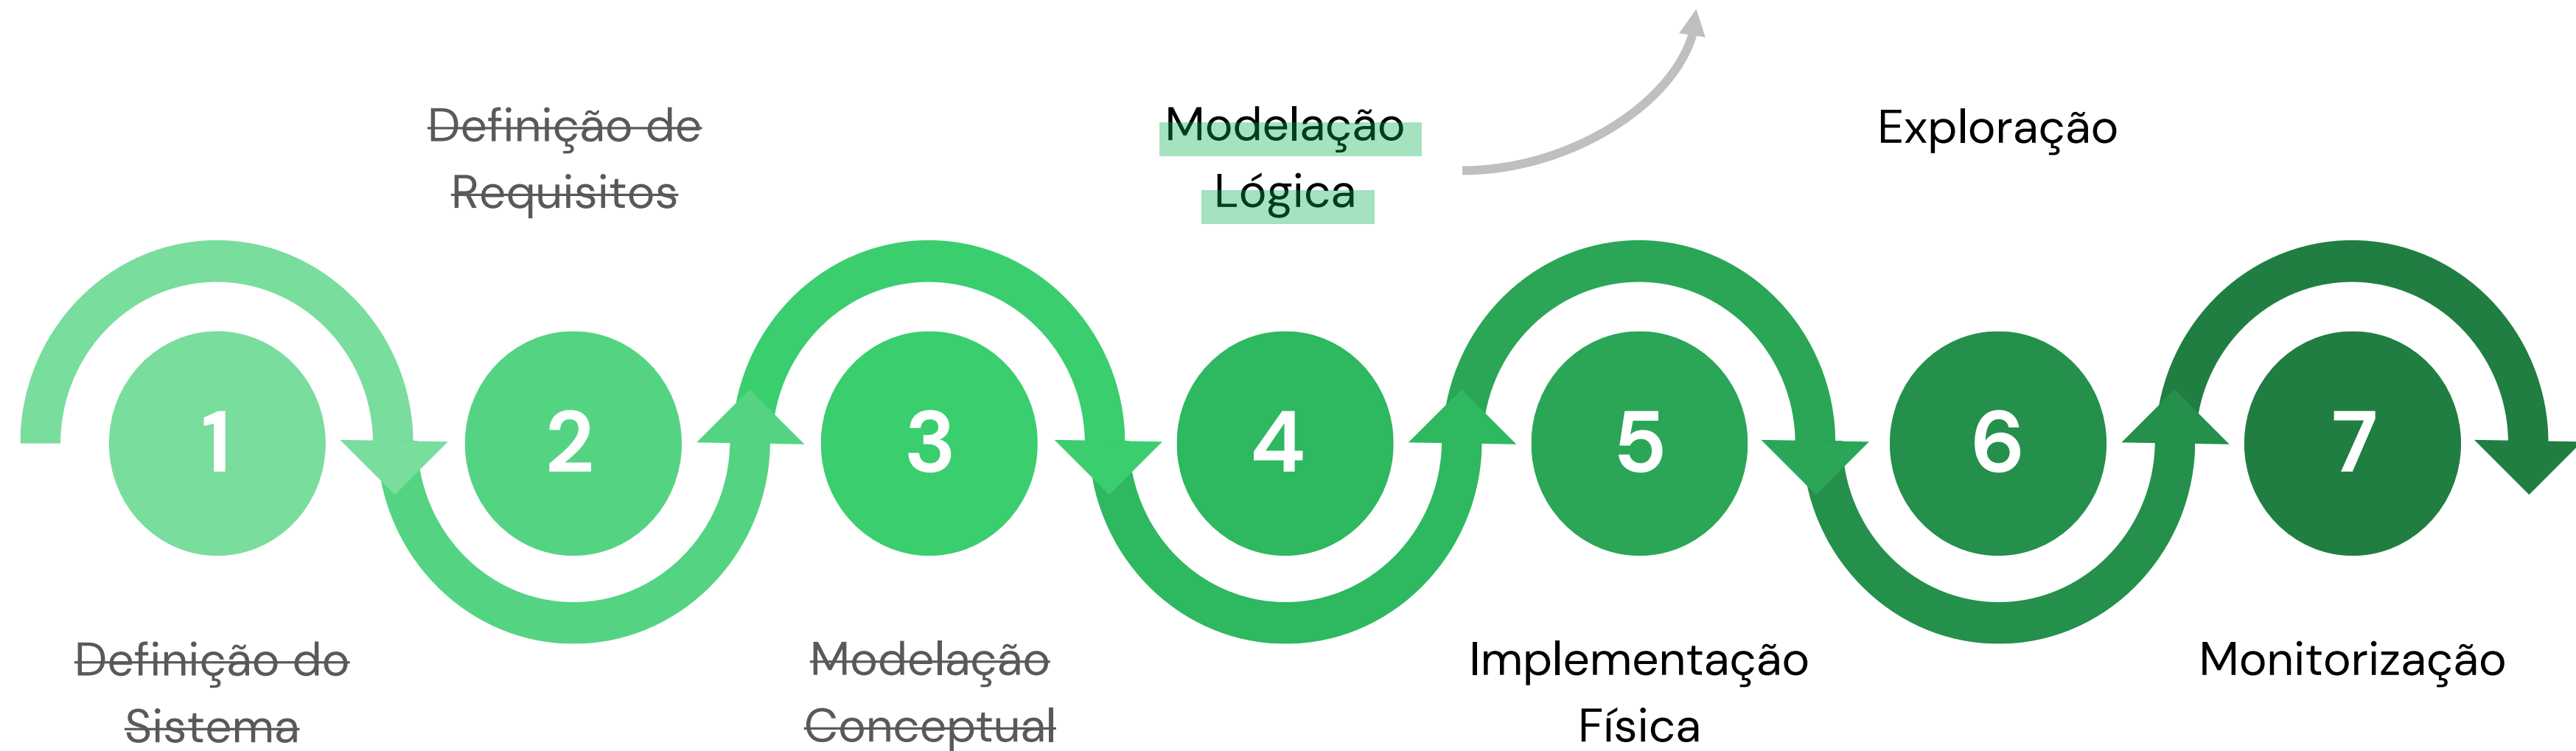 Definição de
Requisitos
Modelação
Lógica
Exploração
1
2
3
4
5
6
7
Definição do
Sistema
Modelação
Conceptual
Implementação
Física
Monitorização